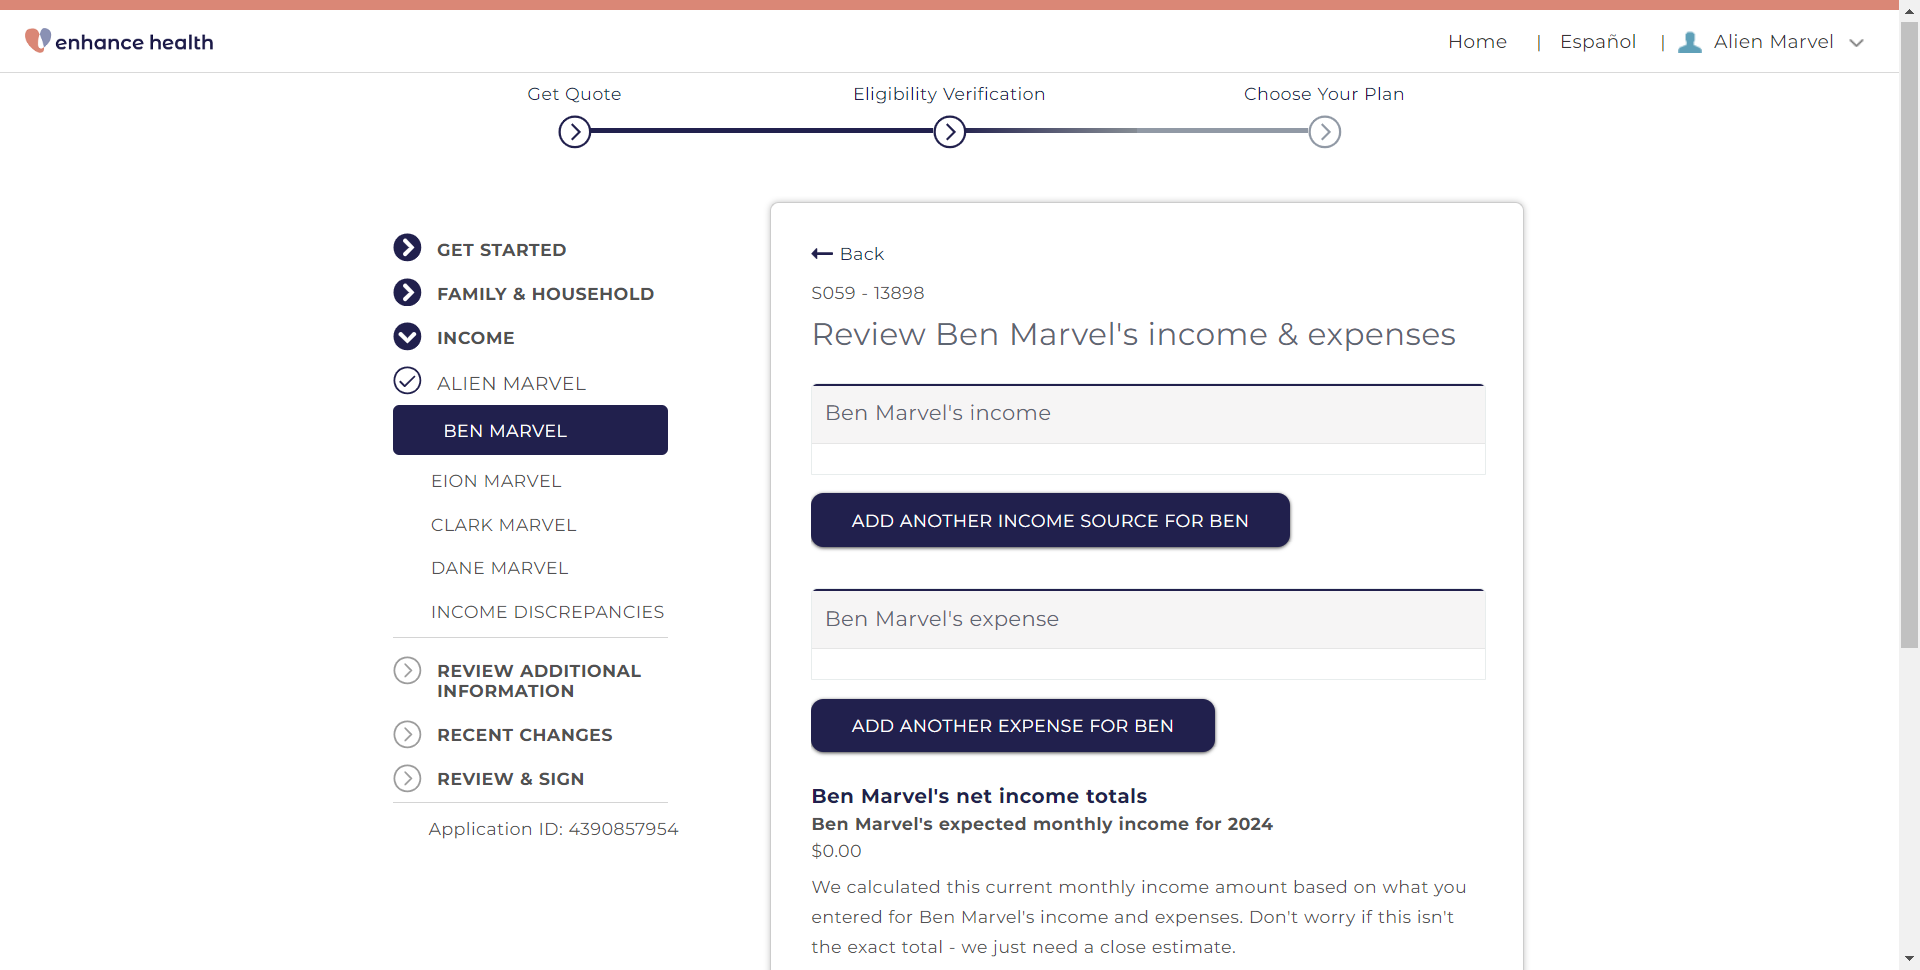 enhance health
Home | Español | Alien Marvel
Get Quote
Eligibility Verification
Choose Your Plan
GET STARTED
FAMILY & HOUSEHOLD
INCOME
ALIEN MARVEL
BEN MARVEL
EION MARVEL
CLARK MARVEL
DANE MARVEL
INCOME DISCREPANCIES
REVIEW ADDITIONAL
INFORMATION
RECENT CHANGES
REVIEW & SIGN
Application ID: 4390857954
Back
S059 - 13898
Review Ben Marvel's income & expenses
Ben Marvel's income
ADD ANOTHER INCOME SOURCE FOR BEN
Ben Marvel's expense
ADD ANOTHER EXPENSE FOR BEN
Ben Marvel's net income totals
Ben Marvel's expected monthly income for 2024
$0.00
We calculated this current monthly income amount based on what you
entered for Ben Marvel's income and expenses. Don't worry if this isn't
the exact total - we just need a close estimate.